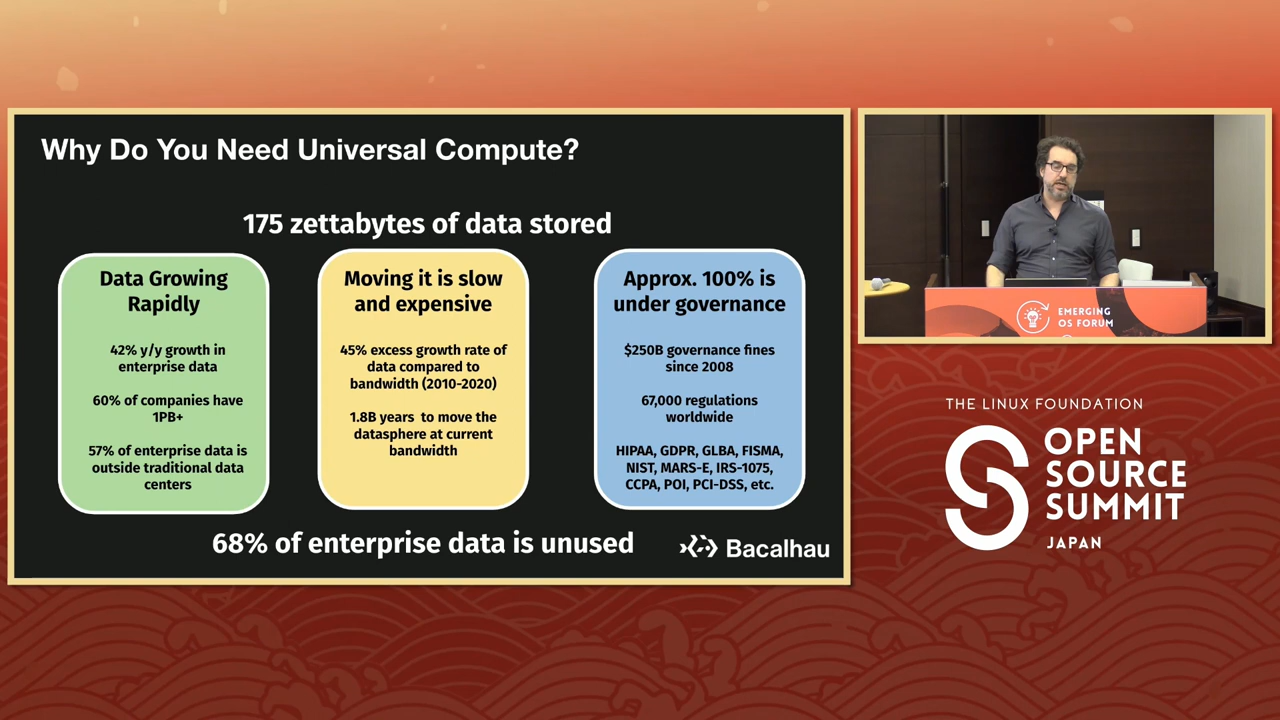 Why Do You Need Universal Compute?
175 zettabytes of data stored
Data Growing
Rapidly
42% y/y growth in
enterprise data
60% of companies have
1PB+
57% of enterprise data is
outside traditional data
centers
Moving it is slow
and expensive
45% excess growth rate of
data compared to
bandwidth (2010-2020)
1.8B years to move the
datasphere at current
bandwidth
Approx. 100% is
under governance
$250B governance fines
since 2008
67,000 regulations
worldwide
HIPAA, GDPR, GLBA, FISMA,
NIST, MARS-E, IRS-1075,
CCPA, POI, PCI-DSS, etc.
68% of enterprise data is unused
Bacalhau
EMERGING
OS FORUM
THE LINUX FOUNDATION
OPEN
SOURCE
SUMMIT
JAPAN